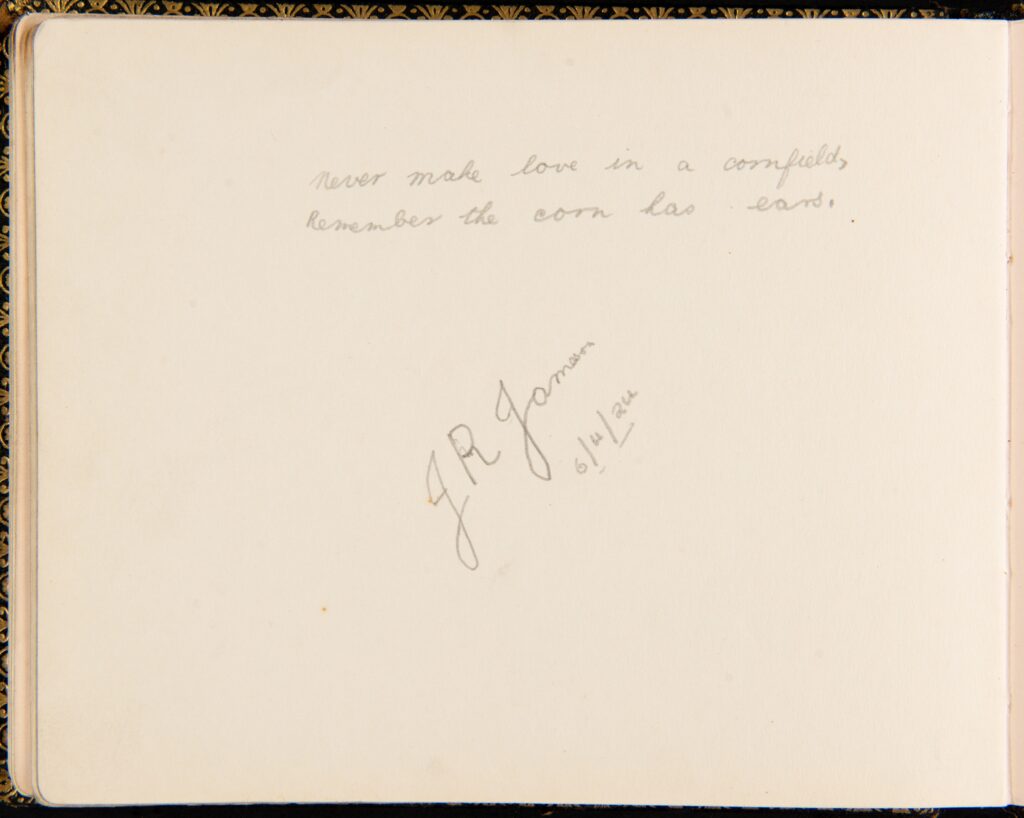 Never make love in a cornfield,
Remember the corn has ears.
J R Jameson
6/4/24